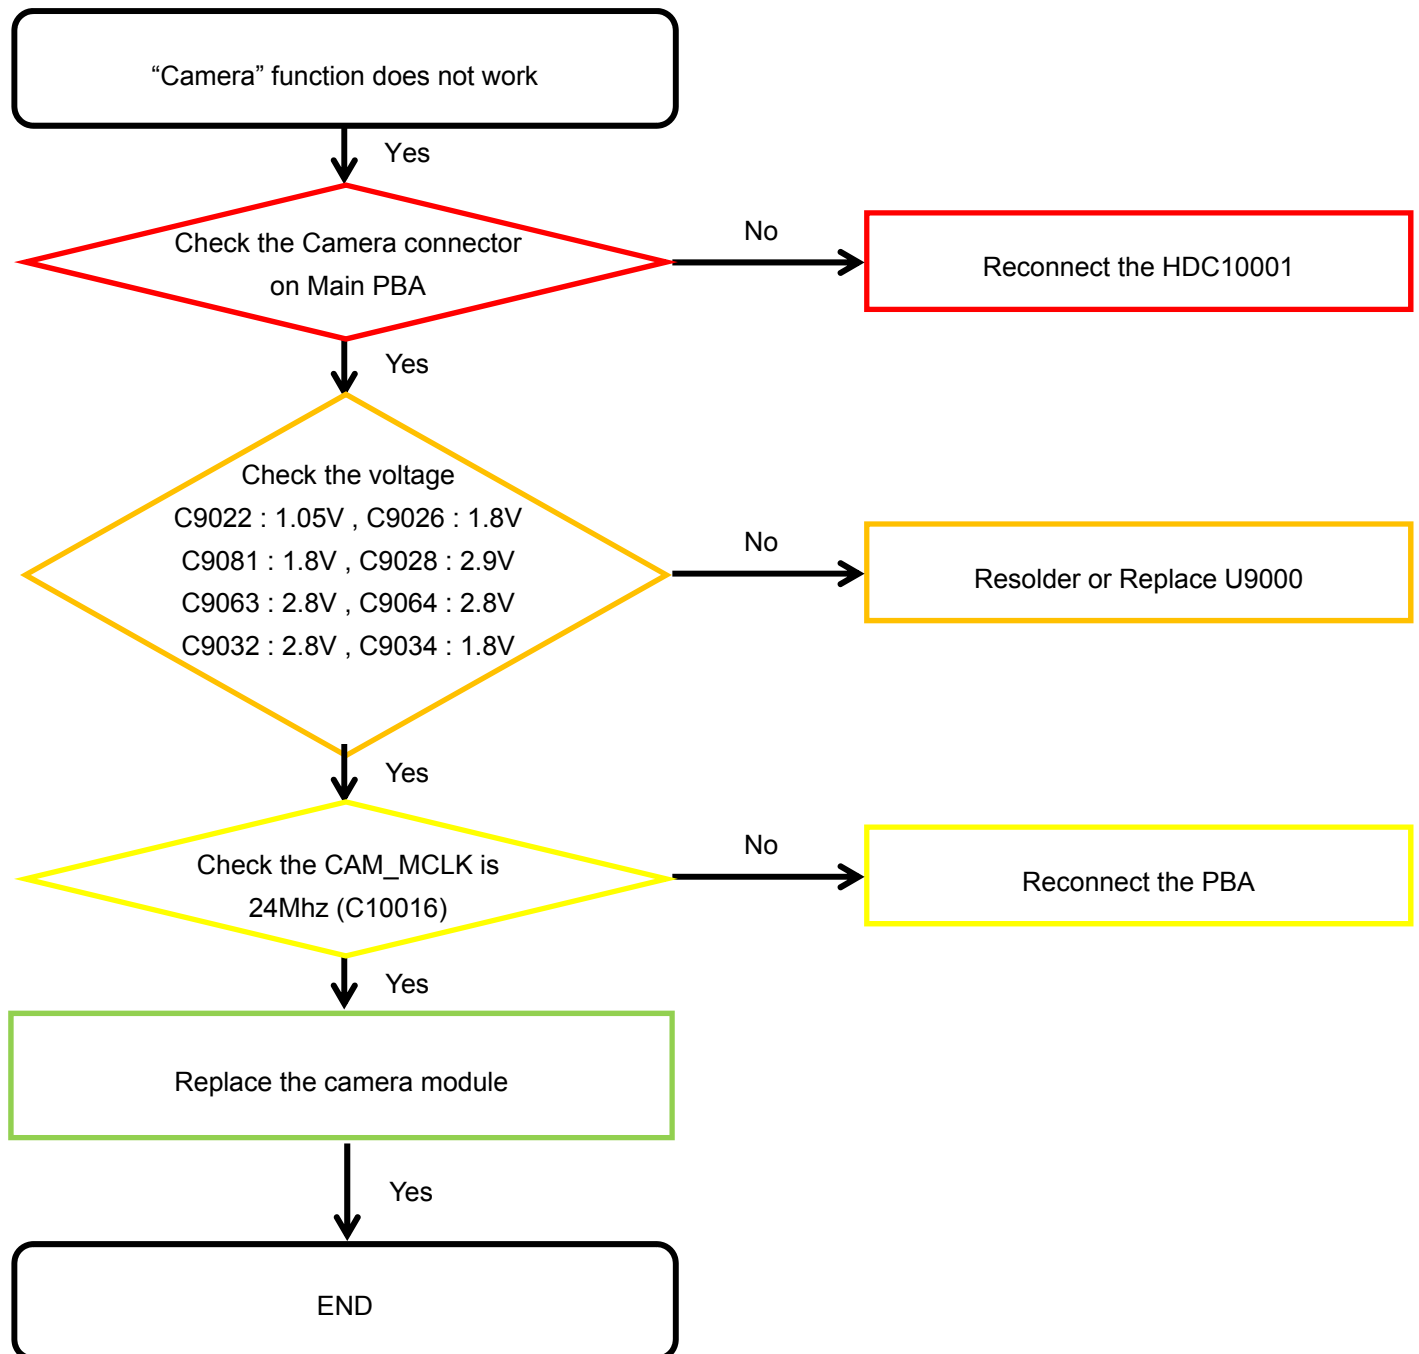 “Camera” function does not work
Yes
Check the Camera connector
on Main PBA
No
Reconnect the HDC10001
Yes
Check the voltage
C9022 : 1.05V , C9026 : 1.8V
C9081 : 1.8V , C9028 : 2.9V
C9063 : 2.8V , C9064 : 2.8V
C9032 : 2.8V , C9034 : 1.8V
No
Resolder or Replace U9000
Yes
Check the CAM_MCLK is
24Mhz (C10016)
No
Reconnect the PBA
Yes
Replace the camera module
Yes
END